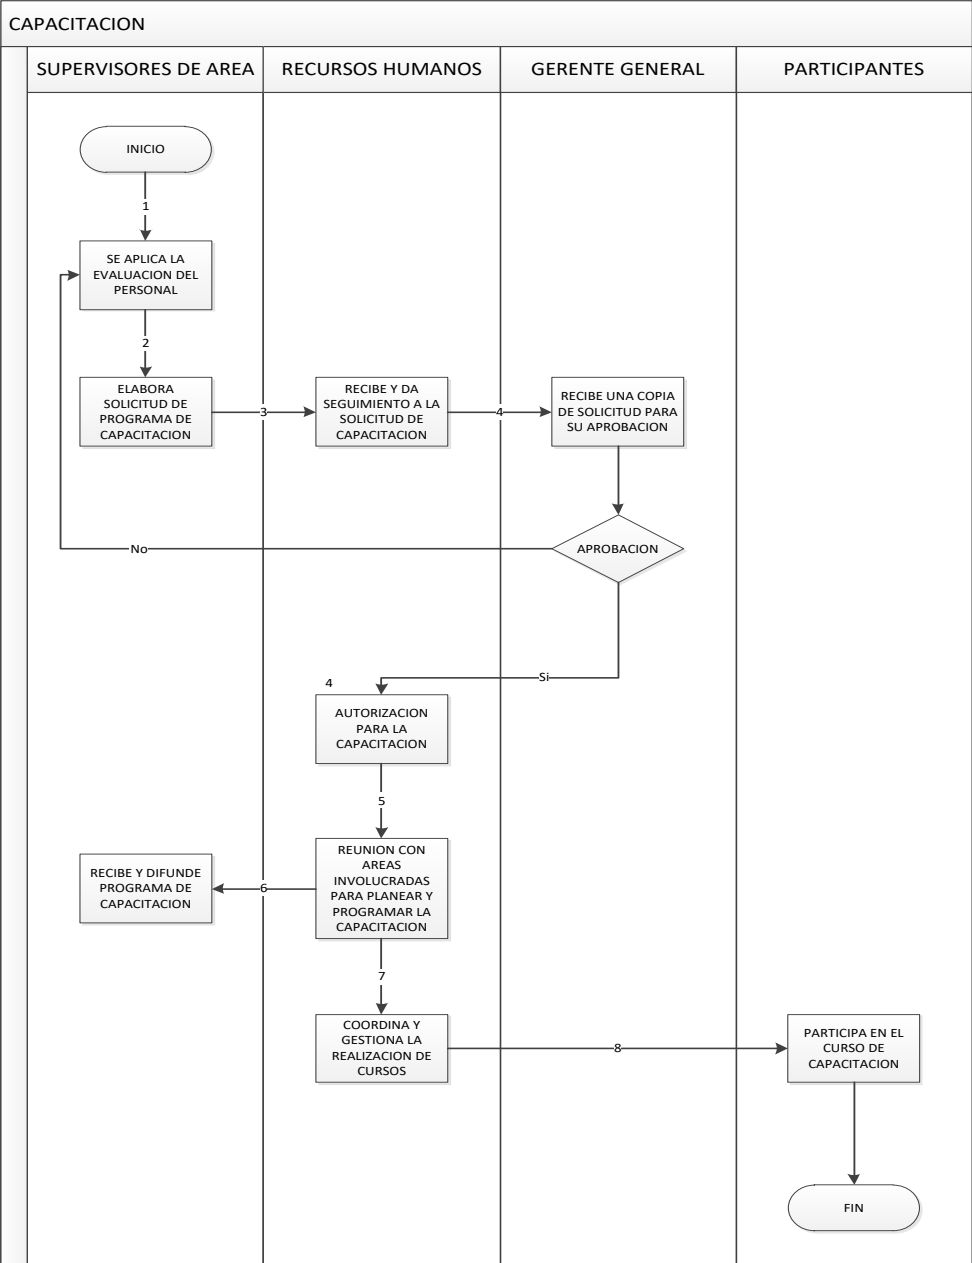 CAPACITACION
SUPERVISORES DE AREA
RECURSOS HUMANOS
GERENTE GENERAL
PARTICIPANTES
INICIO
1
SE APLICA LA
EVALUACION DEL
PERSONAL
2
ELABORA
SOLICITUD DE
PROGRAMA DE
CAPACITACION
3
RECIBE Y DA
SEGUIMIENTO A LA
SOLICITUD DE
CAPACITACION
4
RECIBE UNA COPIA
DE SOLICITUD PARA
SU APROBACION
APROBACION
No
Si
4
AUTORIZACION
PARA LA
CAPACITACION
5
REUNION CON
AREAS
INVOLUCRADAS
PARA PLANEAR Y
PROGRAMAR LA
CAPACITACION
6
RECIBE Y DIFUNDE
PROGRAMA DE
CAPACITACION
7
COORDINA Y
GESTIONA LA
REALIZACION DE
CURSOS
8
PARTICIPA EN EL
CURSO DE
CAPACITACION
FIN